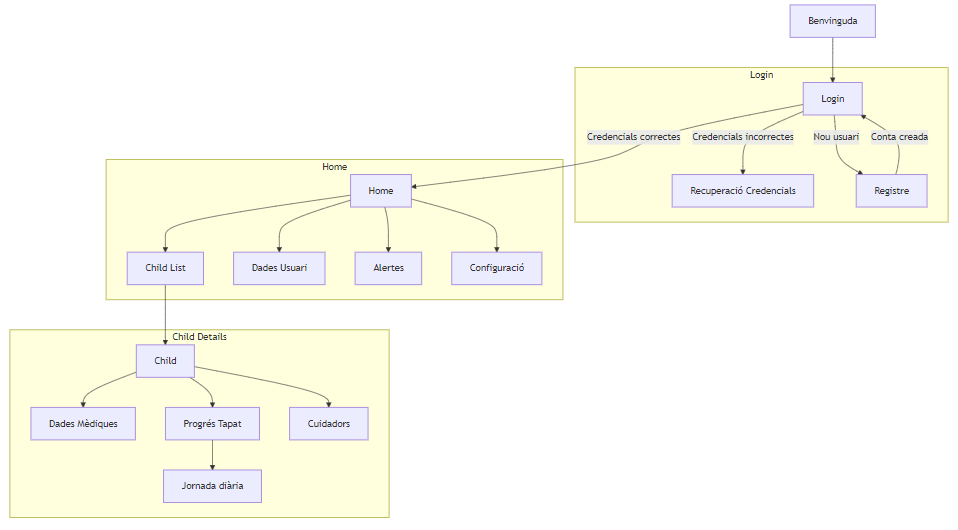 Benvinguda
Login
Login
Credencials correctes
Credencials incorrectes
Nou usuari
Conta creada
Home
Recuperació Credencials
Registre
Home
Child List
Dades Usuari
Alertes
Configuració
Child Details
Child
Dades Mèdiques
Progrés Tapat
Cuidadors
Jornada diària